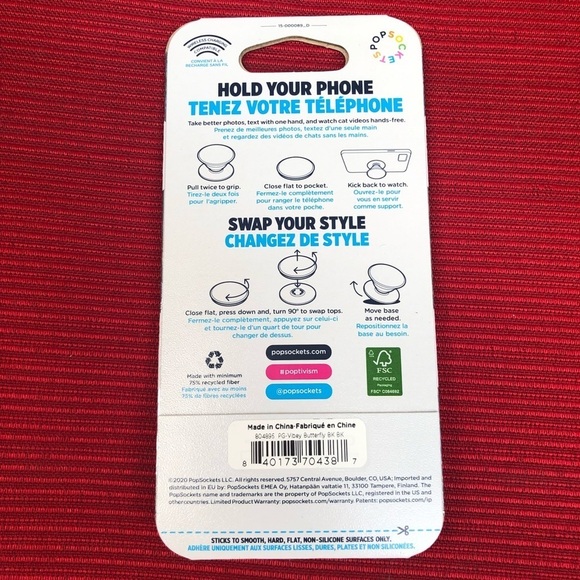 WIRELESS CHARGING
COMPATIBLE
CONVIENT À LA
RECHARGE SANS FIL
POPSOCKETS
HOLD YOUR PHONE
TENEZ VOTRE TÉLÉPHONE
Take better photos, text with one hand, and watch cat videos hands-free.
Prenez de meilleures photos, textez d'une seule main
et regardez des vidéos de chats sans les mains.
Pull twice to grip.
Tirez-le deux fois
pour l'agripper.
Close flat to pocket.
Fermez-le complètement
pour ranger le téléphone
dans votre poche.
Kick back to watch.
Ouvrez-le pour
vous en servir
comme support.
SWAP YOUR STYLE
CHANGEZ DE STYLE
Close flat, press down and, turn 90° to swap tops.
Fermez-le complètement, appuyez sur celui-ci
et tournez-le d'un quart de tour pour
changer de dessus.
Move base
as needed.
Repositionnez la
base au besoin.
Made with minimum
75% recycled fiber
Fabriqué avec au moins
75% de fibres recyclées
popsockets.com
#poptivism
@popsockets
FSC
RECYCLED
Packaging
FSC® C084692
Made in China·Fabriqué en Chine
804895 PG-Vibey Butterfly BK BK
8 40173 70438 7
©2020 PopSockets LLC. All rights reserved. 5757 Central Avenue, Boulder, CO, USA; Imported and
distributed in EU by: PopSockets EMEA Oy, Hatanpään valtatie 11, 33100 Tampere, Finland. The
PopSockets name and trademarks are the property of PopSockets LLC, registered in the US and
other countries. Limited Product Warranty: popsockets.com/warranty. Patents: popsockets.com/ip
STICKS TO SMOOTH, HARD, FLAT, NON-SILICONE SURFACES ONLY.
ADHÈRE UNIQUEMENT AUX SURFACES LISSES, DURES, PLATES ET NON SILICONÉES.